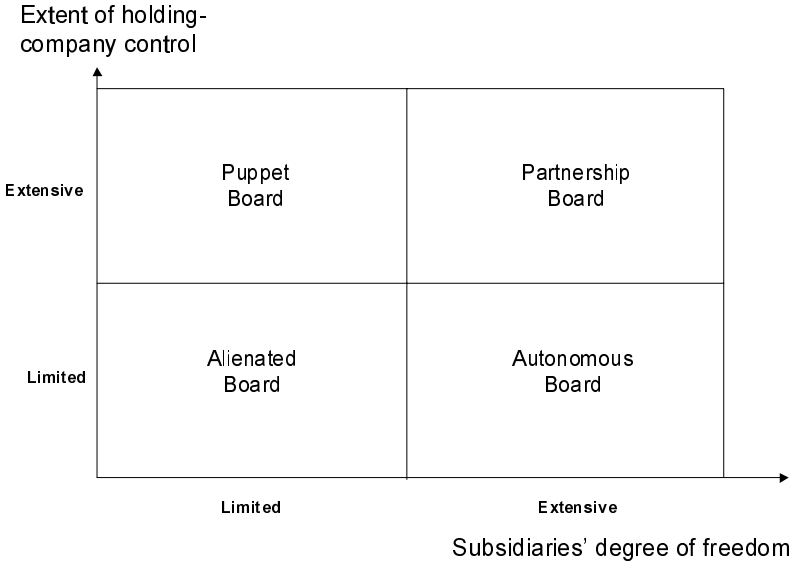 Extent of holding-
company control
Puppet
Board
Partnership
Board
Extensive
Alienated
Board
Autonomous
Board
Limited
Limited
Extensive
Subsidiaries’ degree of freedom